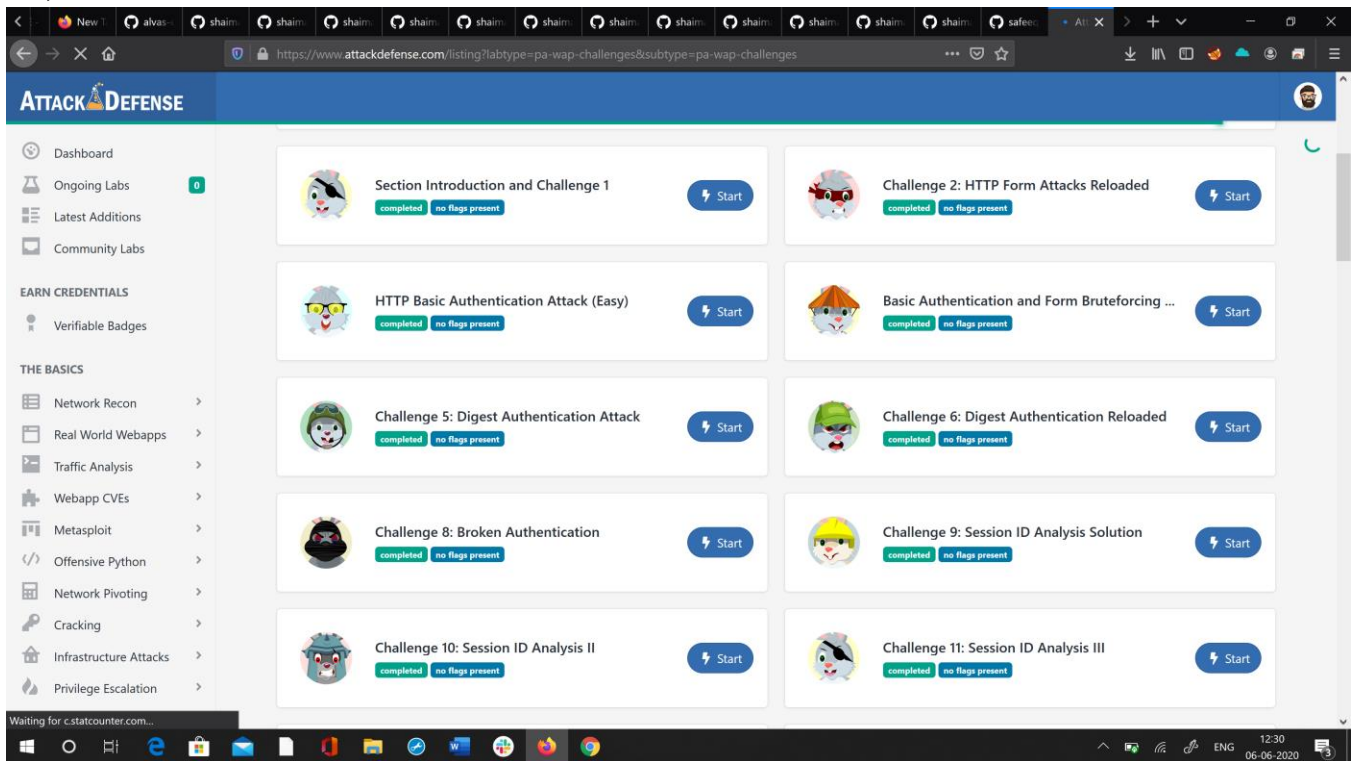 New T
alvas-
shaim
shaim
shaim
shaim
shaim
shaim
shaim
shaim
shaim
shaim
shaim
safeec
Att
https://www.attackdefense.com/listing?labtype=pa-wap-challenges&subtype=pa-wap-challenges
ATTACK DEFENSE
Dashboard
Ongoing Labs 0
Latest Additions
Community Labs
EARN CREDENTIALS
Verifiable Badges
THE BASICS
Network Recon
Real World Webapps
Traffic Analysis
Webapp CVEs
Metasploit
Offensive Python
Network Pivoting
Cracking
Infrastructure Attacks
Privilege Escalation
Section Introduction and Challenge 1
completed no flags present
Start
Challenge 2: HTTP Form Attacks Reloaded
completed no flags present
Start
HTTP Basic Authentication Attack (Easy)
completed no flags present
Start
Basic Authentication and Form Bruteforcing ...
completed no flags present
Start
Challenge 5: Digest Authentication Attack
completed no flags present
Start
Challenge 6: Digest Authentication Reloaded
completed no flags present
Start
Challenge 8: Broken Authentication
completed no flags present
Start
Challenge 9: Session ID Analysis Solution
completed no flags present
Start
Challenge 10: Session ID Analysis II
completed no flags present
Start
Challenge 11: Session ID Analysis III
completed no flags present
Start
Waiting for c.statcounter.com...
ENG
12:30
06-06-2020
3